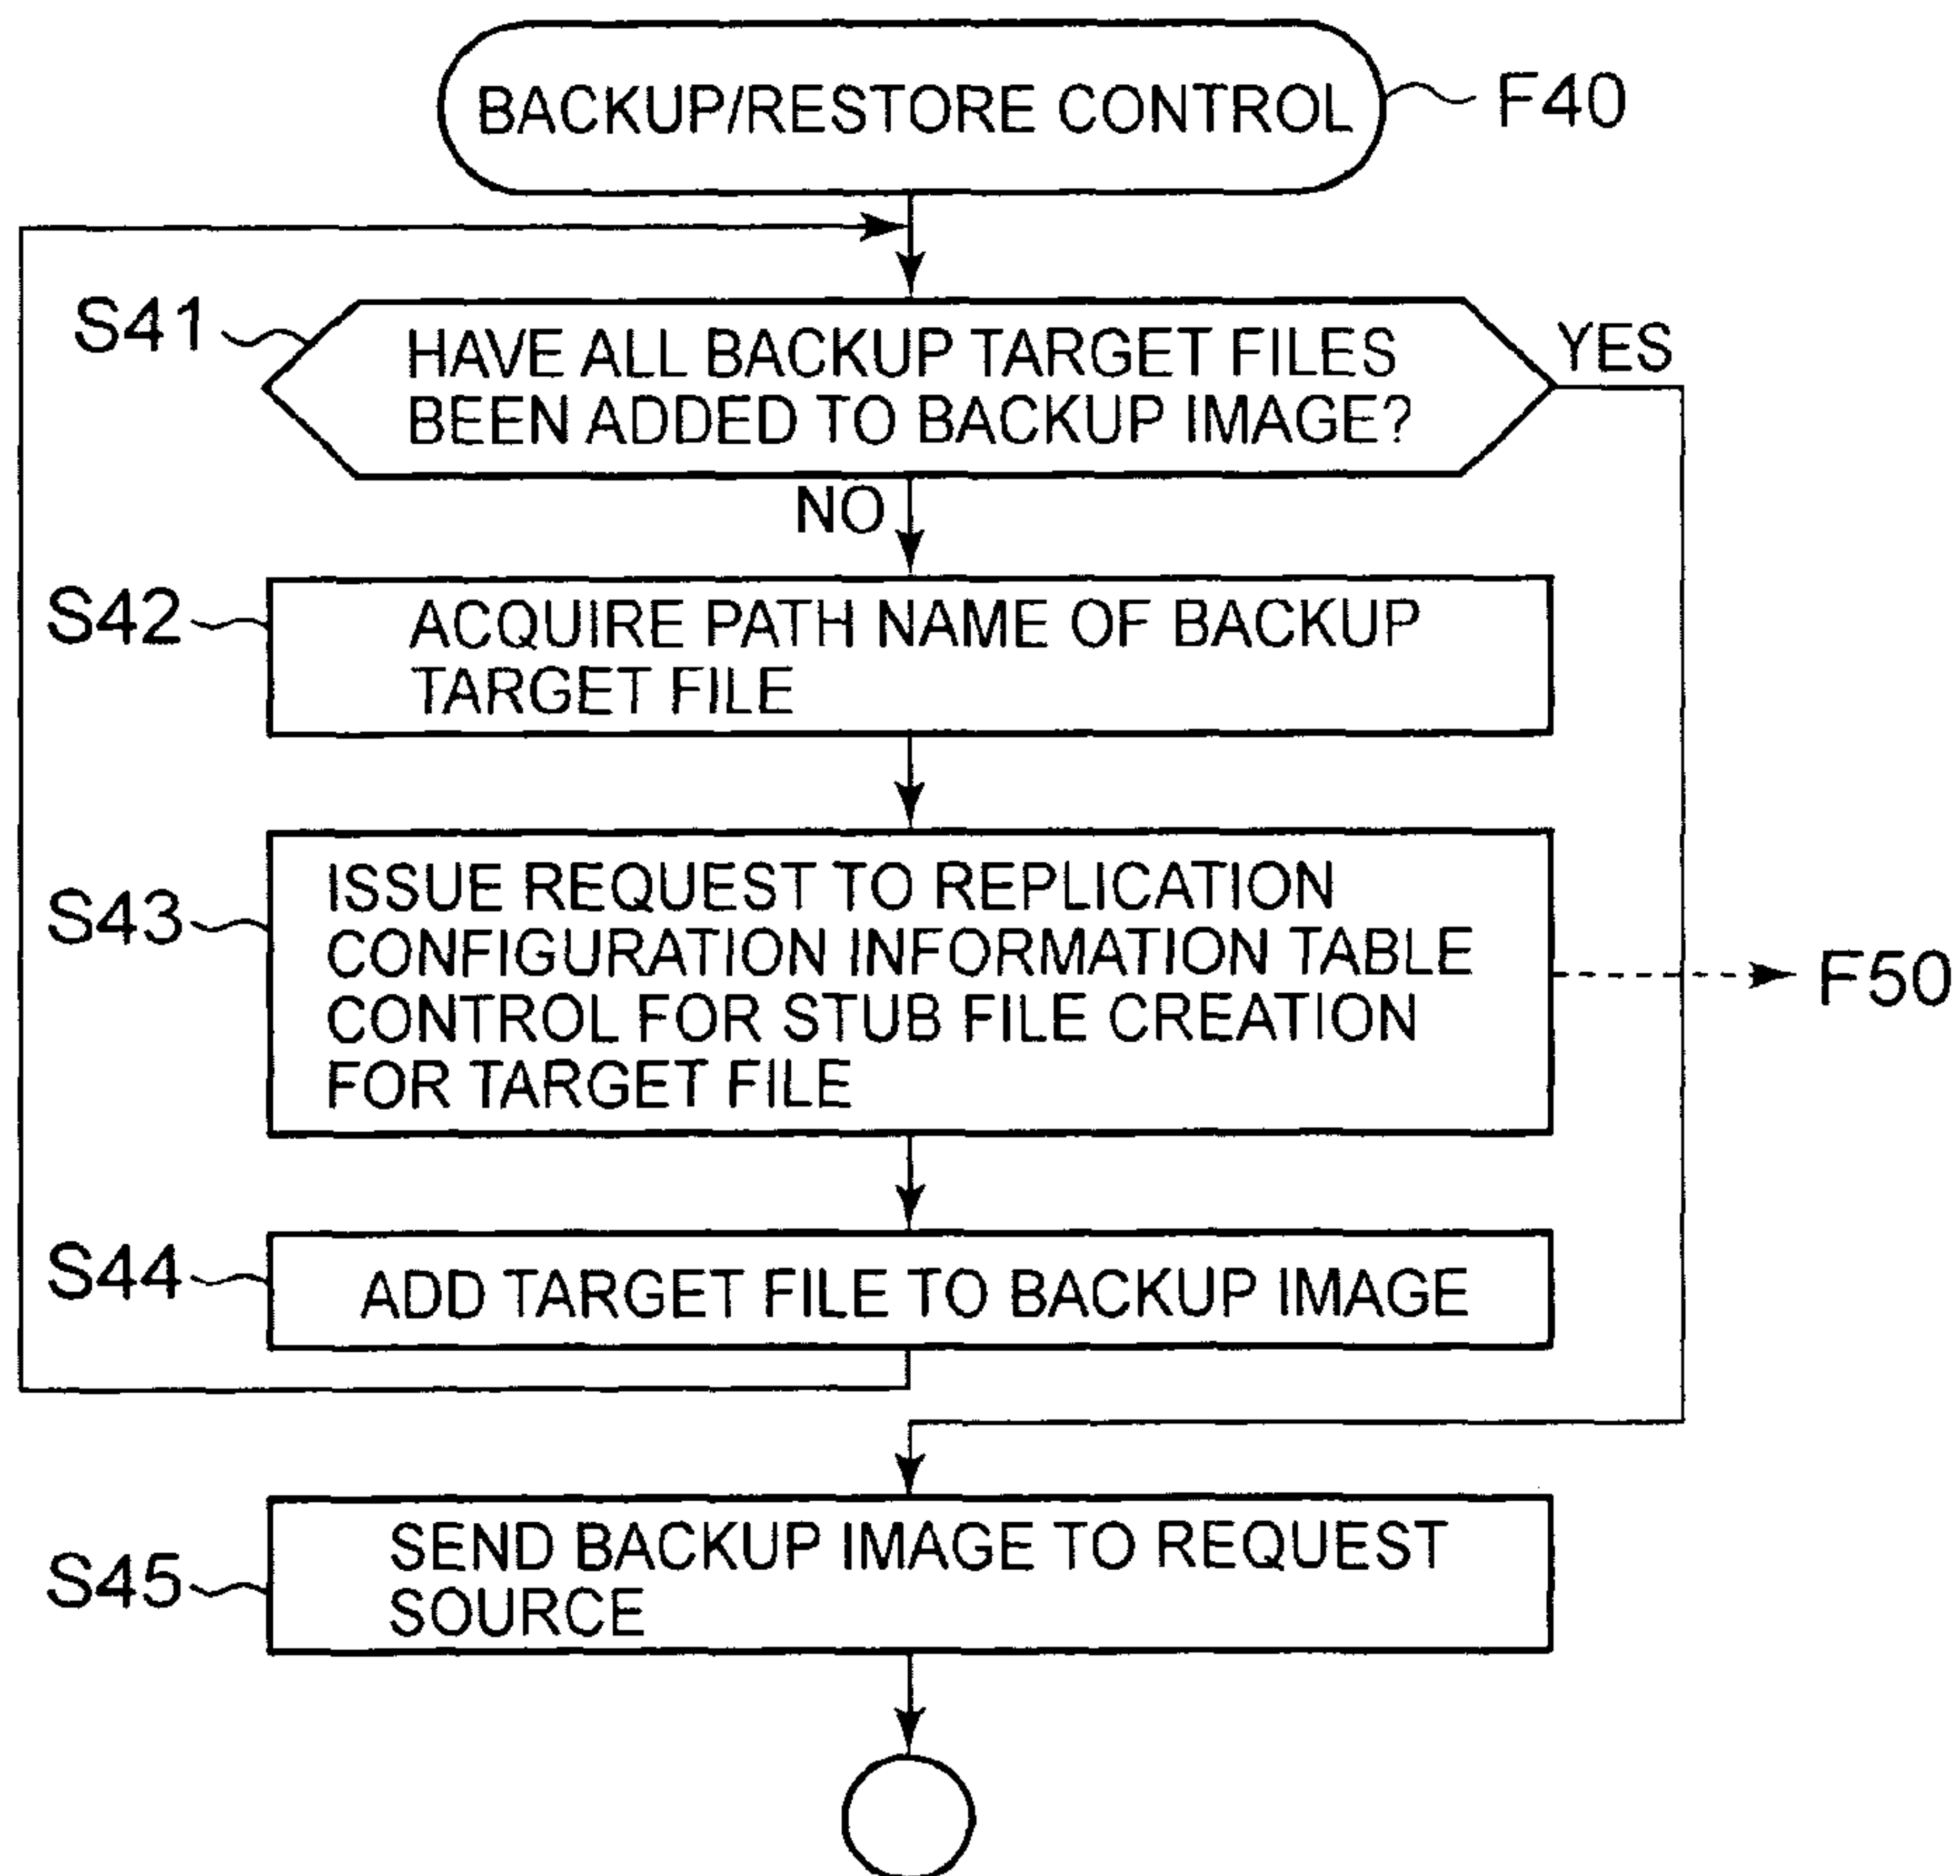 BACKUP/RESTORE CONTROL
F40
S41
HAVE ALL BACKUP TARGET FILES
BEEN ADDED TO BACKUP IMAGE?
YES
NO
S42
ACQUIRE PATH NAME OF BACKUP
TARGET FILE
S43
ISSUE REQUEST TO REPLICATION
CONFIGURATION INFORMATION TABLE
CONTROL FOR STUB FILE CREATION
FOR TARGET FILE
F50
S44
ADD TARGET FILE TO BACKUP IMAGE
S45
SEND BACKUP IMAGE TO REQUEST
SOURCE